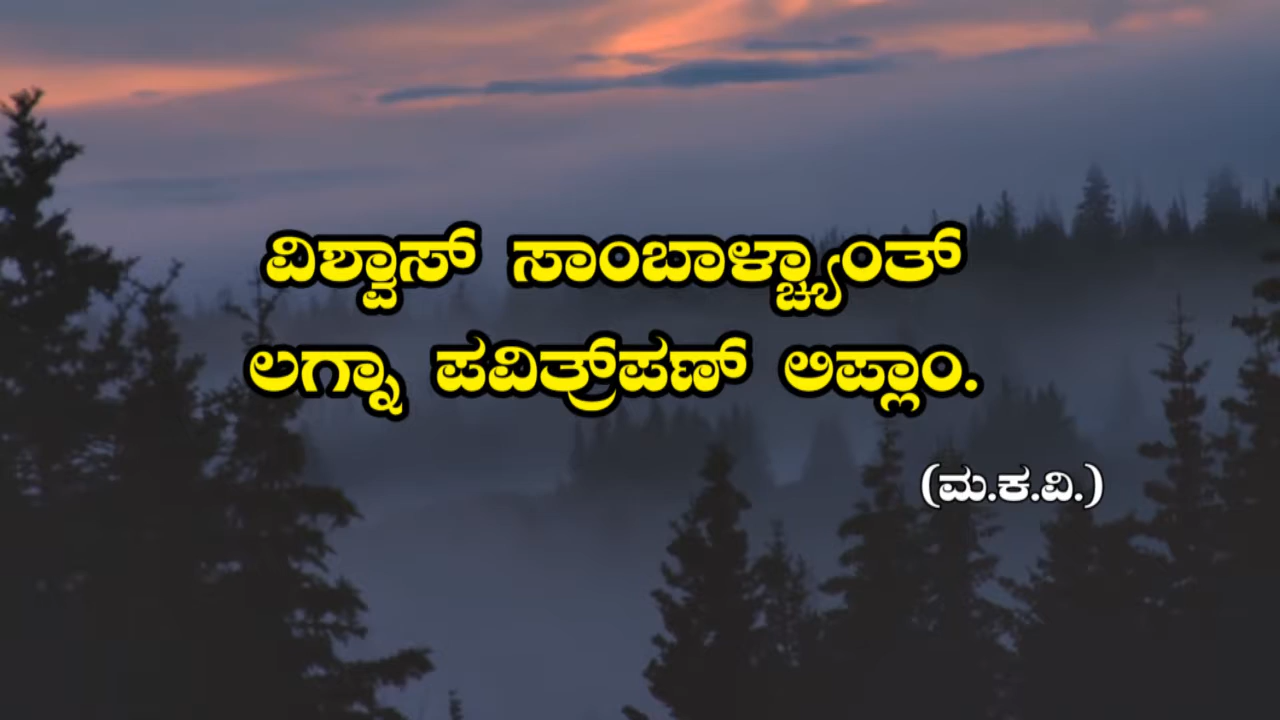 ವಿಶ್ವಾಸ್ ಸಾಂಬಾಳ್ಚ್ಯಾಂತ್
ಲಗ್ನಾ ಪವಿತ್ರ್‌ಪಣ್ ಲಿಪ್ಲಾಂ.
(ಮ.ಕ.ವಿ.)